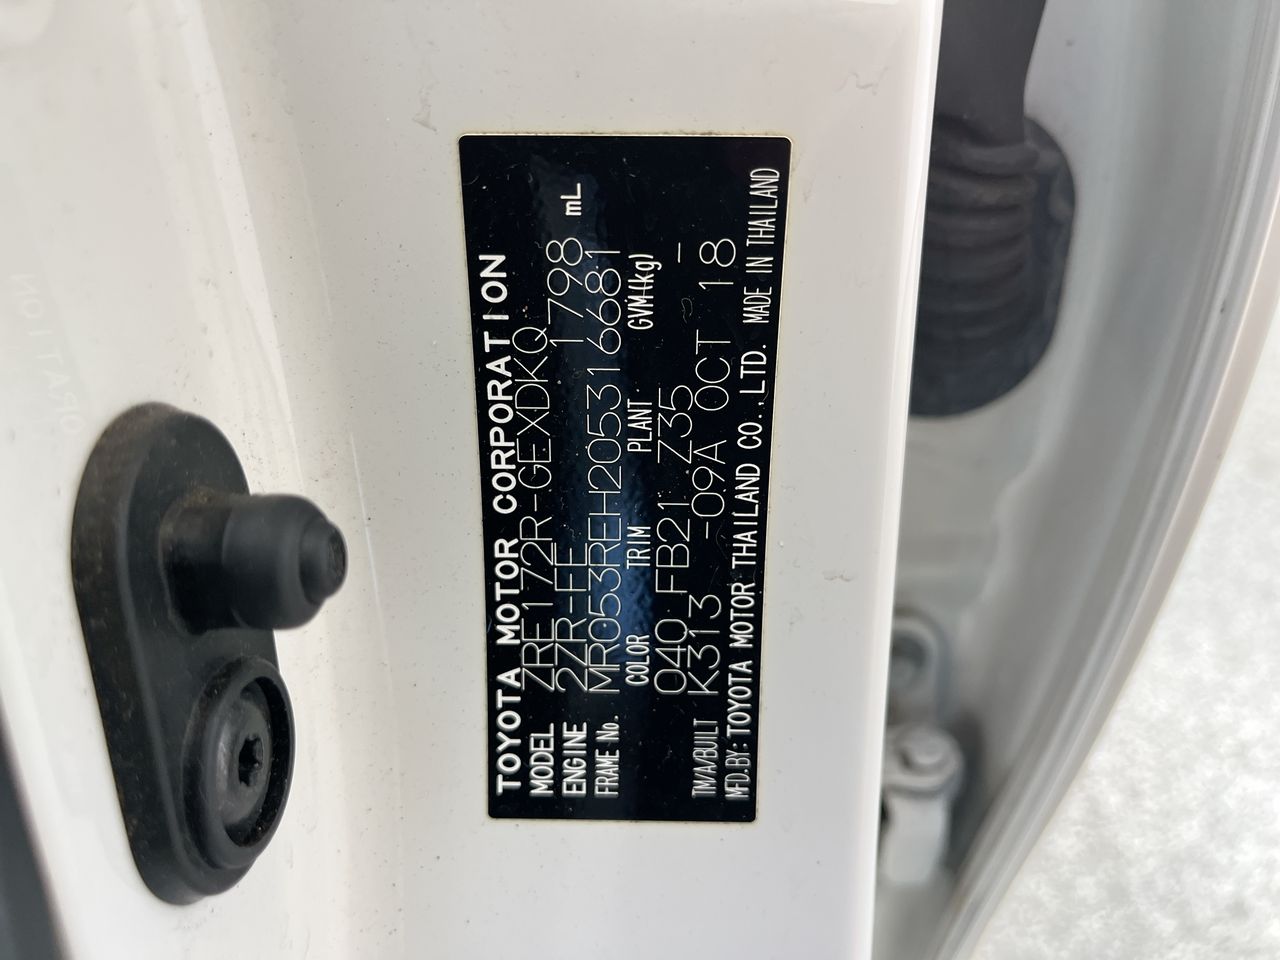 TOYOTA MOTOR CORPORATION
MODEL ZRE172R-GEXDKQ
ENGINE 2ZR-FE 1798 mL
FRAME No. MR053REH205316681
COLOR TRIM PLANT GVM(kg)
040 FB21 Z35 -
TM/A/BUILT K313 -09A OCT 18
MFD.BY: TOYOTA MOTOR THAILAND CO.,LTD. MADE IN THAILAND